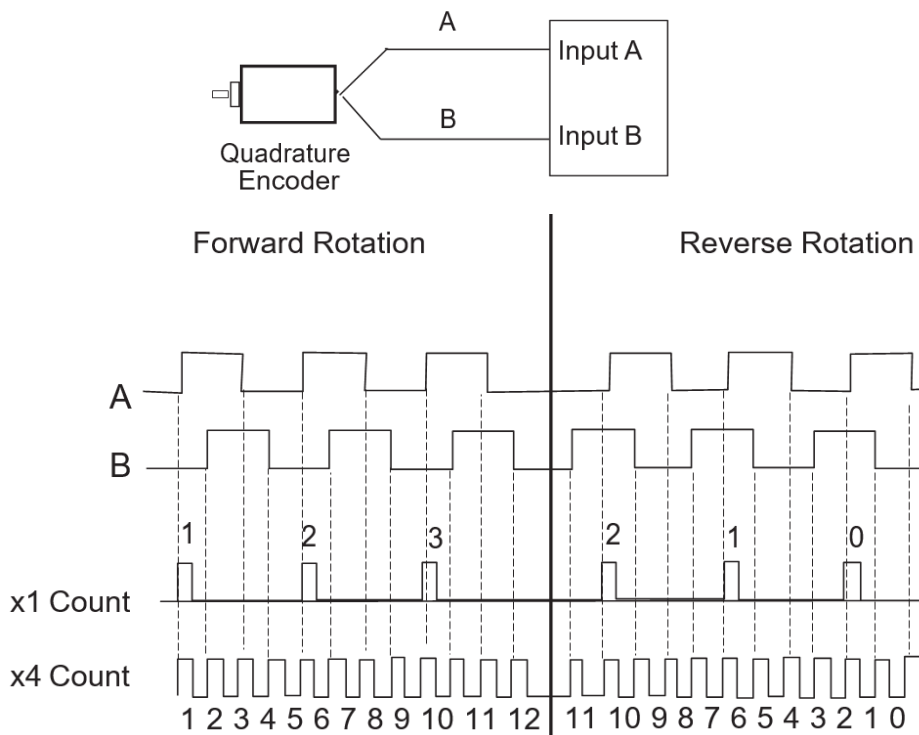 A
Input A
B
Input B
Quadrature
Encoder
Forward Rotation
Reverse Rotation
A
B
1 2 3 2 1 0
x1 Count
x4 Count
1 2 3 4 5 6 7 8 9 10 11 12 11 10 9 8 7 6 5 4 3 2 1 0